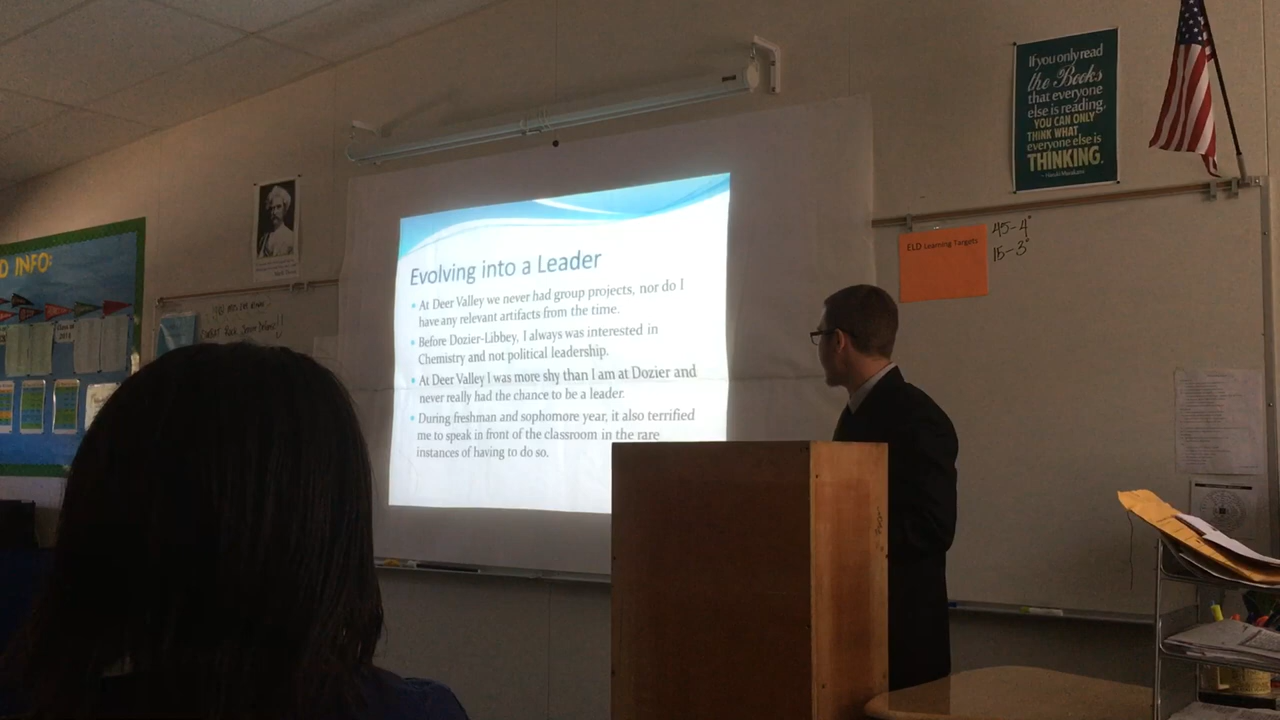 D INFO:
Evolving into a Leader
• At Deer Valley we never had group projects, nor do I
have any relevant artifacts from the time.
• Before Dozier-Libbey, I always was interested in
Chemistry and not political leadership.
• At Deer Valley I was more shy than I am at Dozier and
never really had the chance to be a leader.
• During freshman and sophomore year, it also terrified
me to speak in front of the classroom in the rare
instances of having to do so.
If you only read
the Books
that everyone
else is reading,
YOU CAN ONLY
THINK WHAT
everyone else is
THINKING.
- Haruki Murakami
ELD Learning Targets
45-4"
15-3"